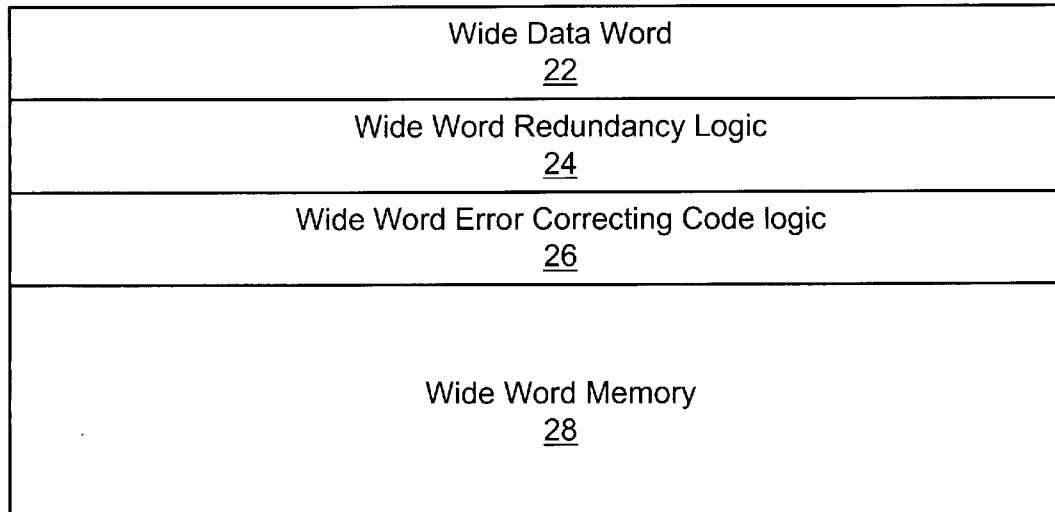 Wide Data Word
22
Wide Word Redundancy Logic
24
Wide Word Error Correcting Code logic
26
Wide Word Memory
28